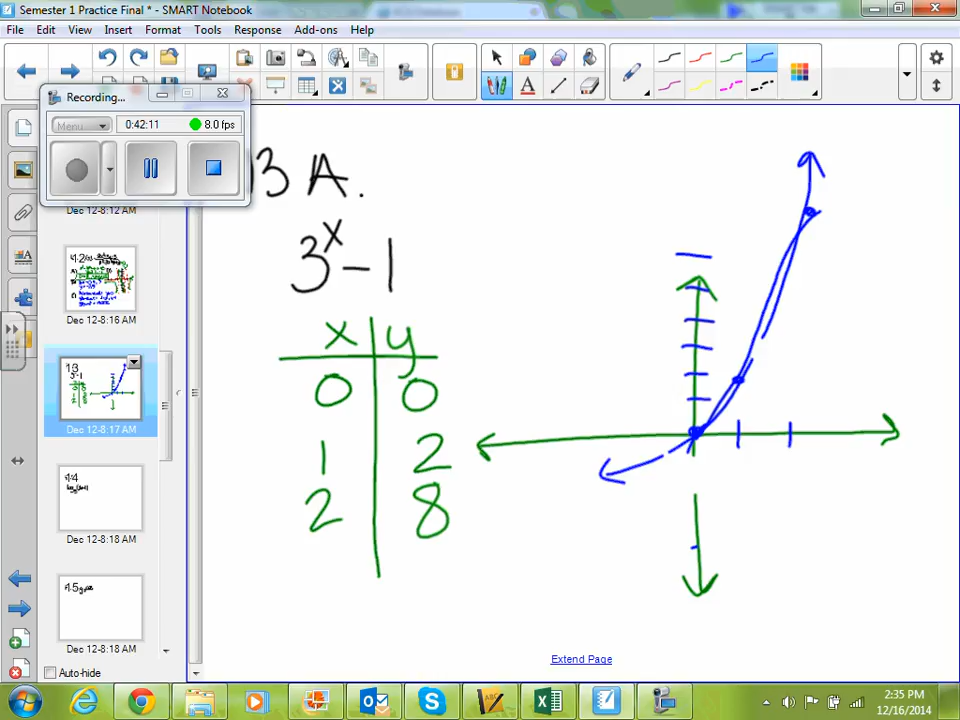 Semester 1 Practice Final * - SMART Notebook
File Edit View Insert Format Tools Response Add-ons Help
Recording...
Menu 0:42:11 8.0 fps
Dec 12-8:12 AM
Dec 12-8:16 AM
Dec 12-8:17 AM
Dec 12-8:18 AM
Dec 12-8:18 AM
Auto-hide
13 A.
3^x - 1
x y
0 0
1 2
2 8
Extend Page
2:35 PM
12/16/2014